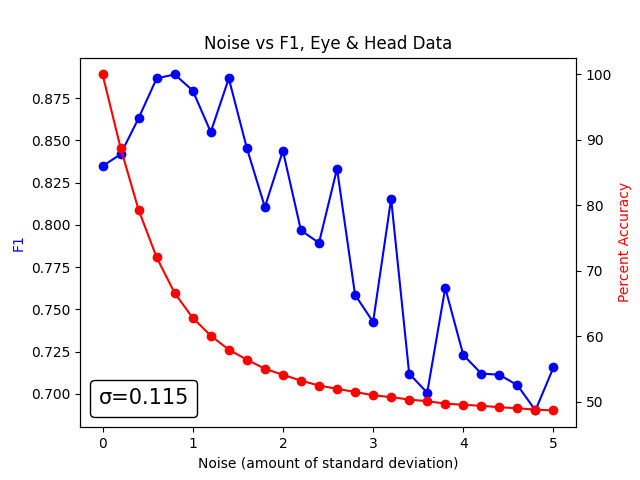 Noise vs F1, Eye & Head Data
0.875
0.850
0.825
0.800
0.775
0.750
0.725
0.700
F1
100
90
80
70
60
50
Percent Accuracy
σ=0.115
0 1 2 3 4 5
Noise (amount of standard deviation)